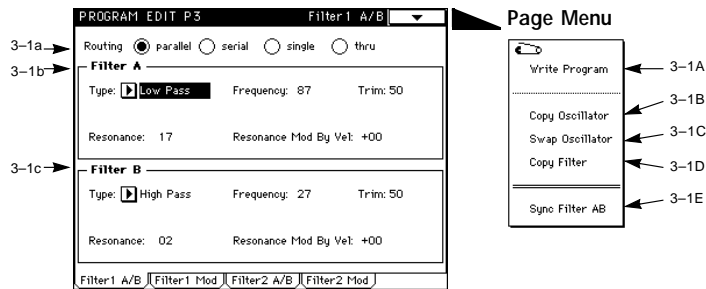 PROGRAM EDIT P3 Filter1 A/B
Page Menu
3–1a
Routing parallel serial single thru
3–1b
Filter A
Type: Low Pass Frequency: 87 Trim: 50
Resonance: 17 Resonance Mod By Vel: +00
3–1c
Filter B
Type: High Pass Frequency: 27 Trim: 50
Resonance: 02 Resonance Mod By Vel: +00
Filter1 A/B Filter1 Mod Filter2 A/B Filter2 Mod
Write Program 3–1A
Copy Oscillator 3–1B
Swap Oscillator 3–1C
Copy Filter 3–1D
Sync Filter AB 3–1E